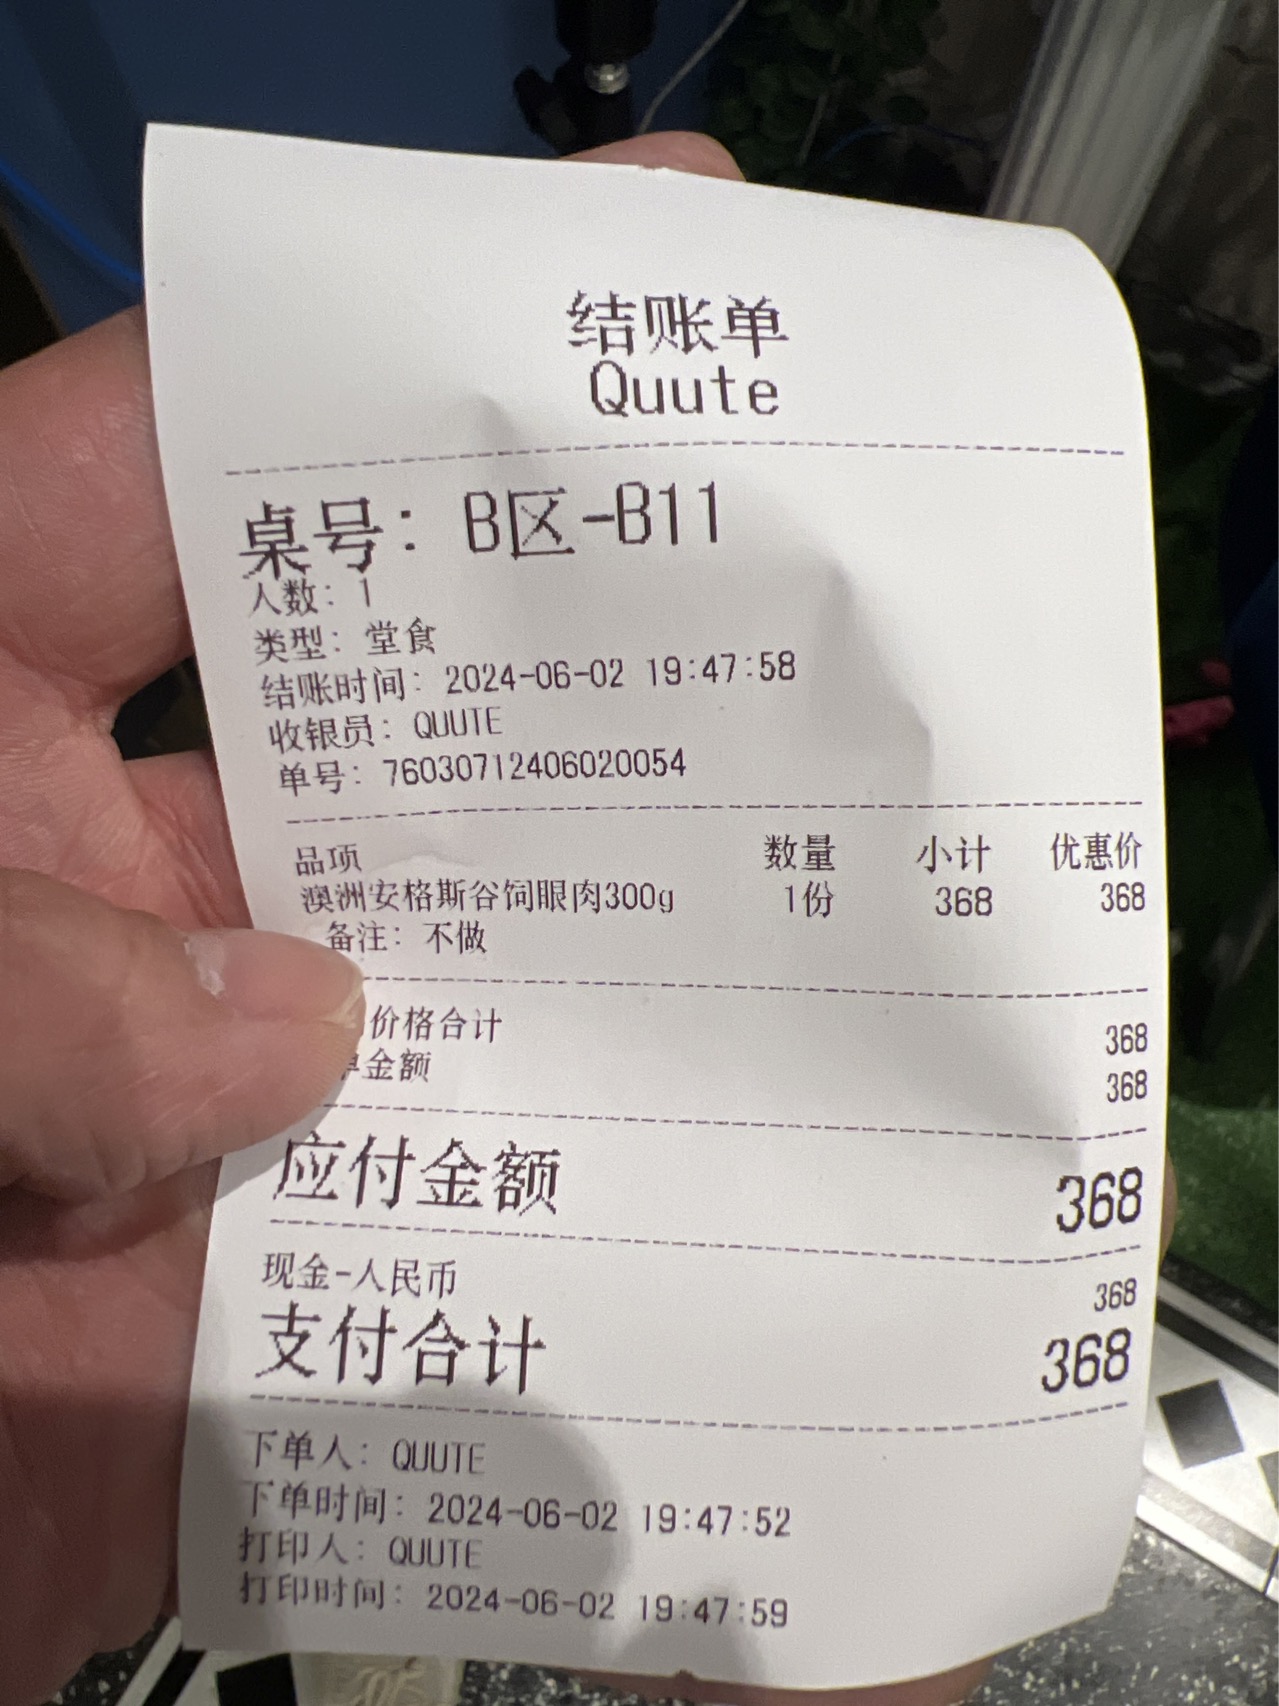 结账单
Quute
桌号: B区-B11
人数: 1
类型: 堂食
结账时间: 2024-06-02 19:47:58
收银员: QUUTE
单号: 76030712406020054
品项 数量 小计 优惠价
澳洲安格斯谷饲眼肉300g 1份 368 368
备注: 不做
价格合计 368
金额 368
应付金额 368
现金-人民币 368
支付合计 368
下单人: QUUTE
下单时间: 2024-06-02 19:47:52
打印人: QUUTE
打印时间: 2024-06-02 19:47:59